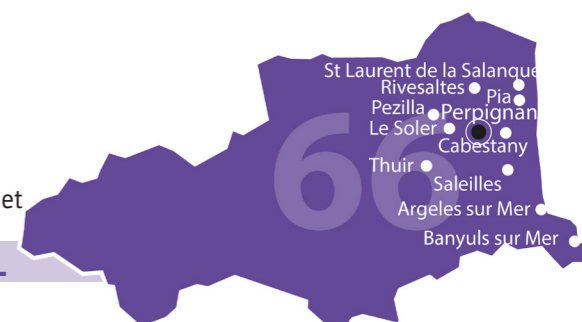 St Laurent de la Salanque
Rivesaltes
Pia
Pezilla
Perpignan
66
Le Soler
Cabestany
Thuir
Saleilles
et
Argeles sur Mer
Banyuls sur Mer